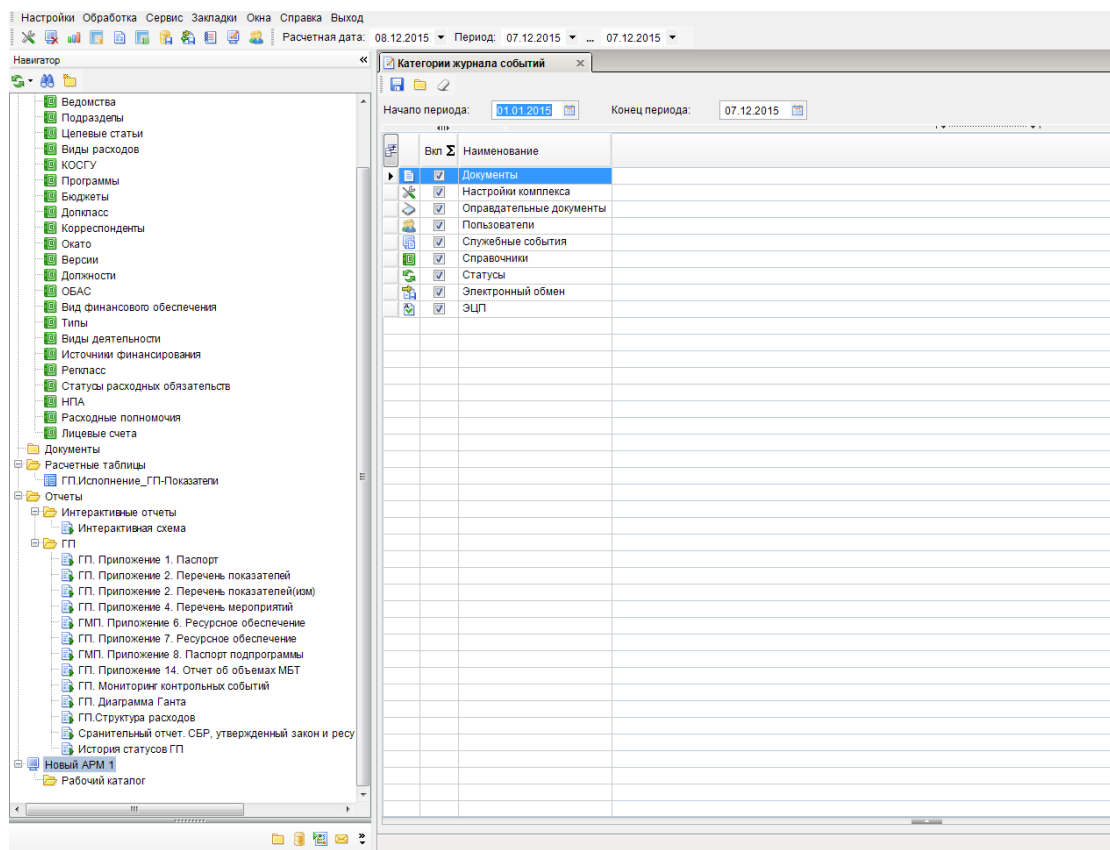 Настройки Обработка Сервис Закладки Окна Справка Выход
Расчетная дата: 08.12.2015 Период: 07.12.2015 ... 07.12.2015
Навигатор
Ведомства
Подразделы
Целевые статьи
Виды расходов
КОСГУ
Программы
Бюджеты
Допкласс
Корреспонденты
Окато
Версии
Должности
ОБАС
Вид финансового обеспечения
Типы
Виды деятельности
Источники финансирования
Репкласс
Статусы расходных обязательств
НПА
Расходные полномочия
Лицевые счета
Документы
Расчетные таблицы
ГП.Исполнение_ГП-Показатели
Отчеты
Интерактивные отчеты
Интерактивная схема
ГП
ГП. Приложение 1. Паспорт
ГП. Приложение 2. Перечень показателей
ГП. Приложение 2. Перечень показателей(изм)
ГП. Приложение 4. Перечень мероприятий
ГМП. Приложение 6. Ресурсное обеспечение
ГП. Приложение 7. Ресурсное обеспечение
ГМП. Приложение 8. Паспорт подпрограммы
ГП. Приложение 14. Отчет об объемах МБТ
ГП. Мониторинг контрольных событий
ГП. Диаграмма Ганта
ГП.Структура расходов
Сранительный отчет. СБР, утвержденный закон и ресу
История статусов ГП
Новый АРМ 1
Рабочий каталог
Категории журнала событий
Начало периода: 01.01.2015 Конец периода: 07.12.2015
Вкл Σ Наименование
Документы
Настройки комплекса
Оправдательные документы
Пользователи
Служебные события
Справочники
Статусы
Электронный обмен
ЭЦП